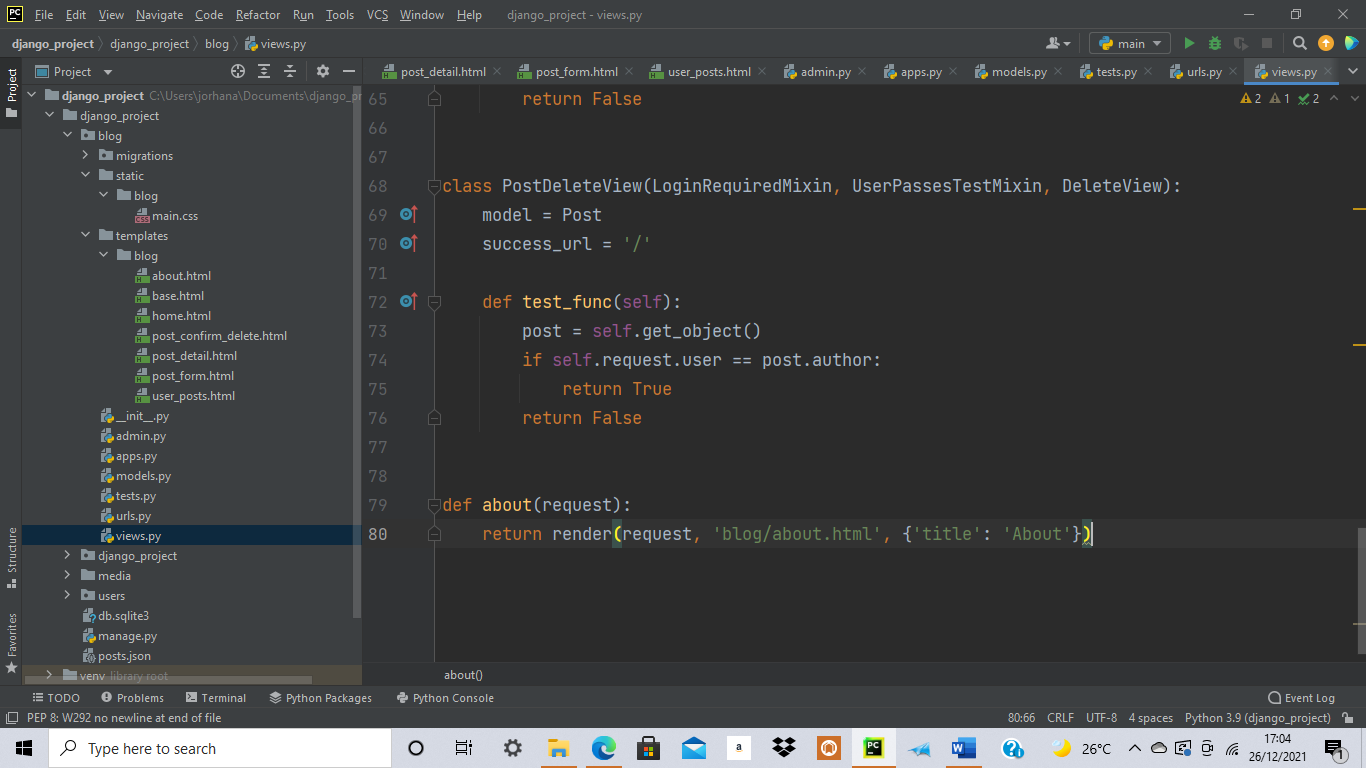 PC File Edit View Navigate Code Refactor Run Tools VCS Window Help django_project - views.py
django_project django_project blog views.py main
Project post_detail.html post_form.html user_posts.html admin.py apps.py models.py tests.py urls.py views.py
Project
Structure
Favorites
django_project C:\Users\jorhana\Documents\django_pr
django_project
blog
migrations
static
blog
main.css
templates
blog
about.html
base.html
home.html
post_confirm_delete.html
post_detail.html
post_form.html
user_posts.html
__init__.py
admin.py
apps.py
models.py
tests.py
urls.py
views.py
django_project
media
users
db.sqlite3
manage.py
posts.json
venv library root
2 1 2
65 return False
66
67
68 class PostDeleteView(LoginRequiredMixin, UserPassesTestMixin, DeleteView):
69 model = Post
70 success_url = '/'
71
72 def test_func(self):
73 post = self.get_object()
74 if self.request.user == post.author:
75 return True
76 return False
77
78
79 def about(request):
80 return render(request, 'blog/about.html', {'title': 'About'})
about()
TODO Problems Terminal Python Packages Python Console Event Log
PEP 8: W292 no newline at end of file 80:66 CRLF UTF-8 4 spaces Python 3.9 (django_project)
Type here to search a PC W 26°C 17:04
26/12/2021 1